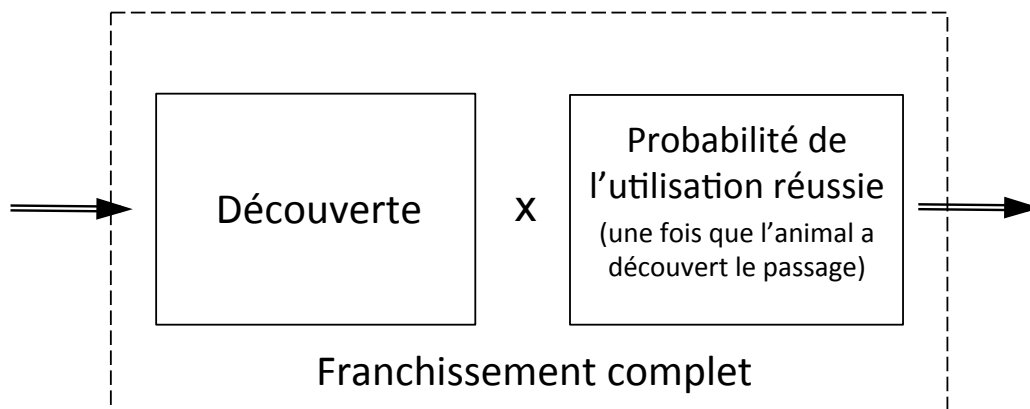 Découverte
x
Probabilité de
l’utilisation réussie
(une fois que l’animal a
découvert le passage)
Franchissement complet